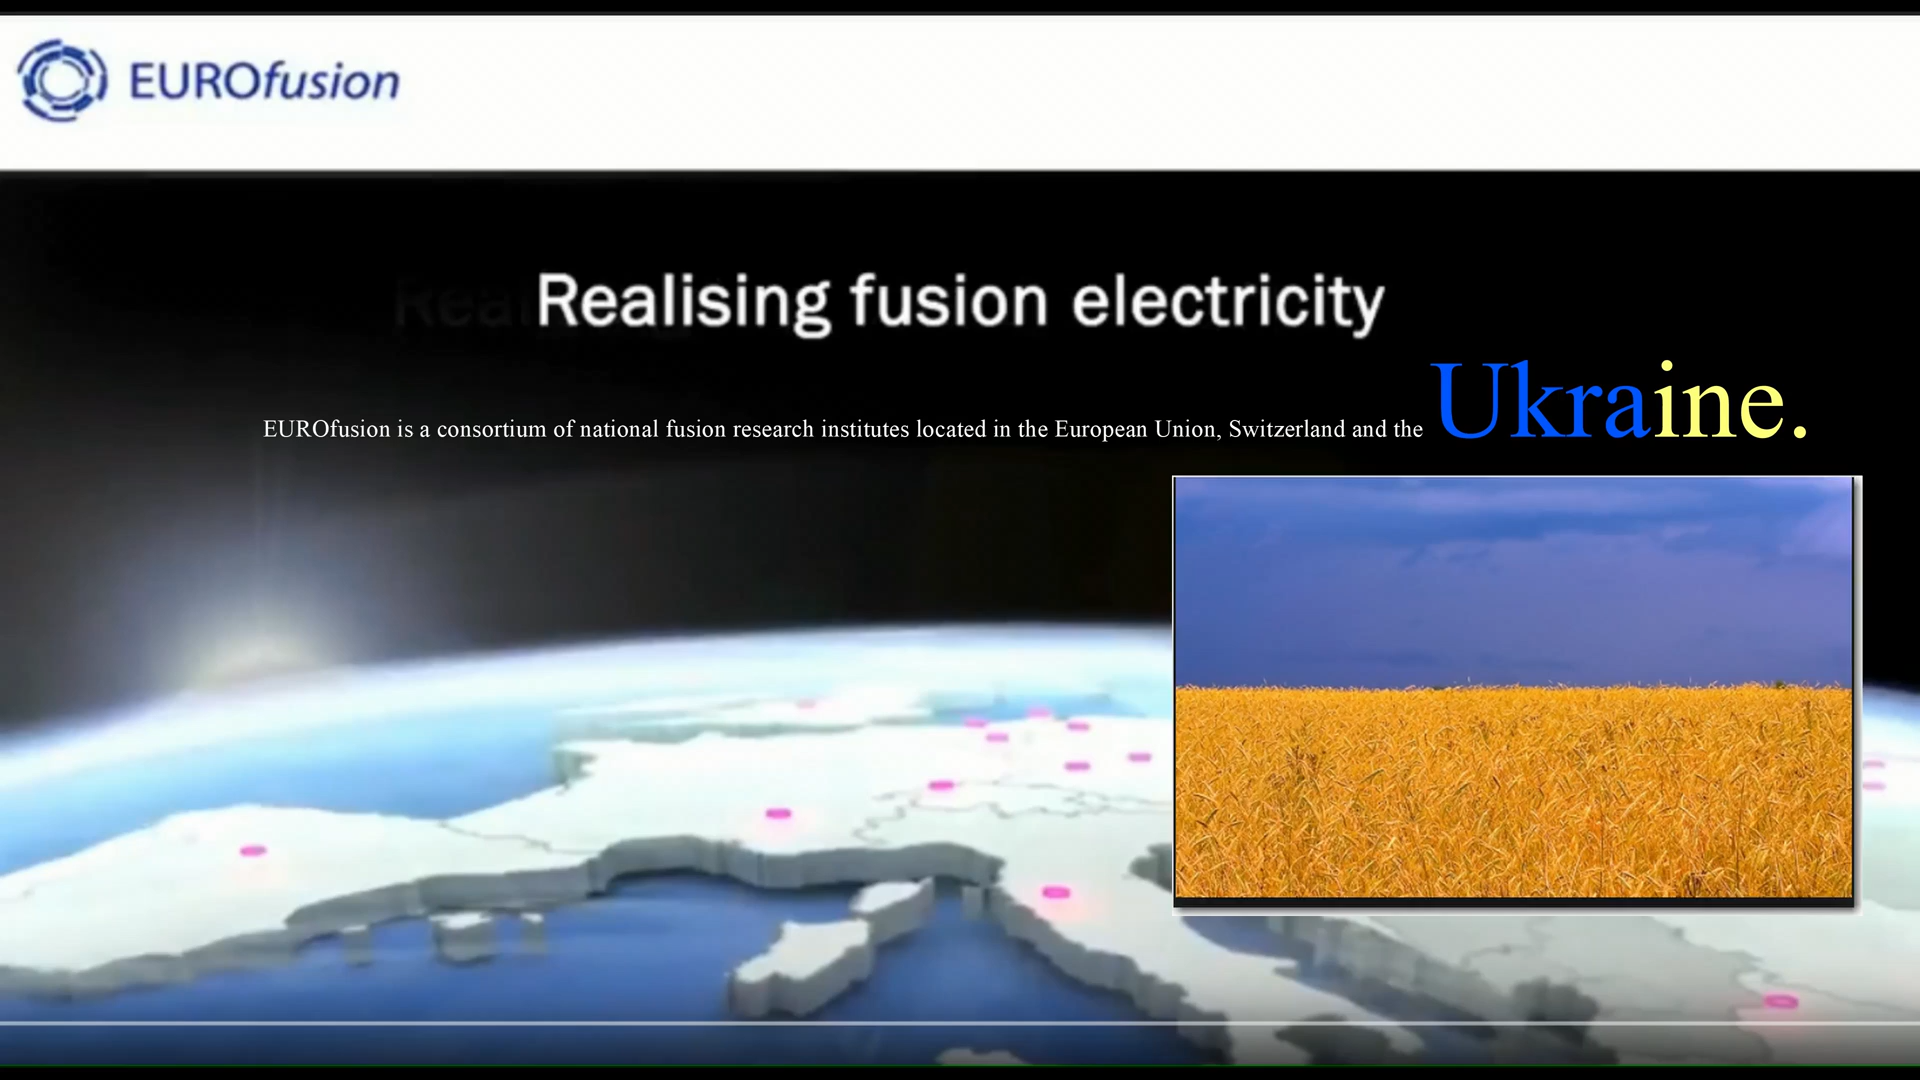 EUROfusion
Realising fusion electricity
EUROfusion is a consortium of national fusion research institutes located in the European Union, Switzerland and the Ukraine.